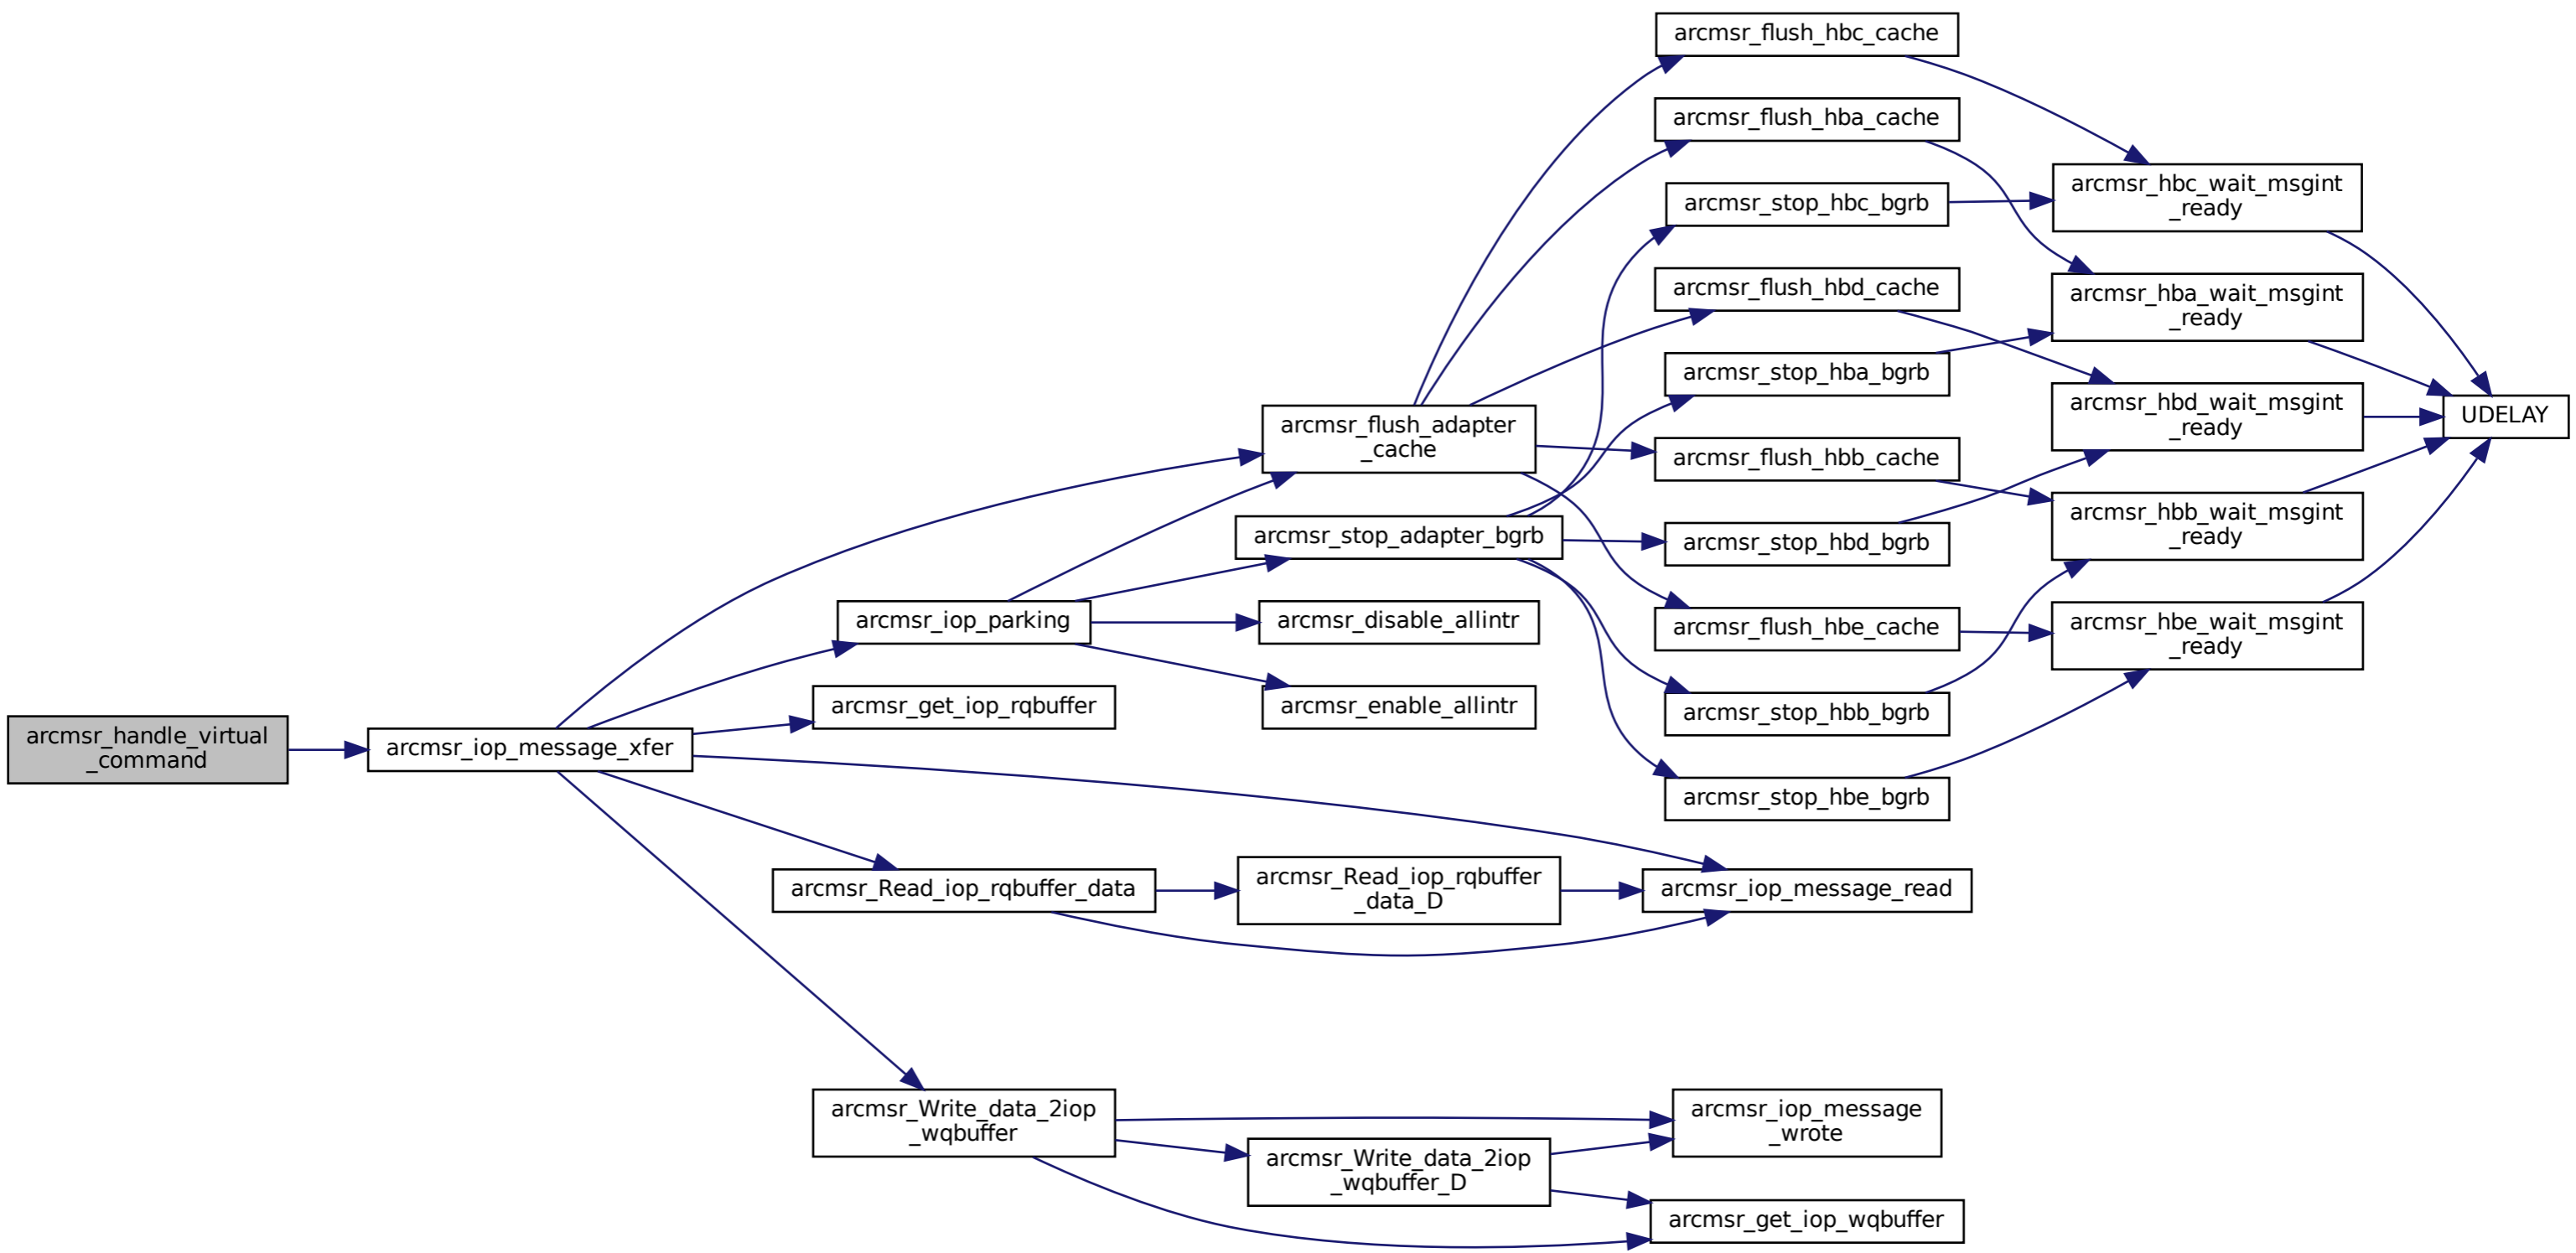 arcmsr_handle_virtual
_command
arcmsr_iop_message_xfer
arcmsr_iop_parking
arcmsr_get_iop_rqbuffer
arcmsr_Read_iop_rqbuffer_data
arcmsr_Write_data_2iop
_wqbuffer
arcmsr_flush_adapter
_cache
arcmsr_stop_adapter_bgrb
arcmsr_disable_allintr
arcmsr_enable_allintr
arcmsr_Read_iop_rqbuffer
_data_D
arcmsr_Write_data_2iop
_wqbuffer_D
arcmsr_flush_hbc_cache
arcmsr_flush_hba_cache
arcmsr_stop_hbc_bgrb
arcmsr_flush_hbd_cache
arcmsr_stop_hba_bgrb
arcmsr_flush_hbb_cache
arcmsr_stop_hbd_bgrb
arcmsr_flush_hbe_cache
arcmsr_stop_hbb_bgrb
arcmsr_stop_hbe_bgrb
arcmsr_iop_message_read
arcmsr_iop_message
_wrote
arcmsr_get_iop_wqbuffer
arcmsr_hbc_wait_msgint
_ready
arcmsr_hba_wait_msgint
_ready
arcmsr_hbd_wait_msgint
_ready
arcmsr_hbb_wait_msgint
_ready
arcmsr_hbe_wait_msgint
_ready
UDELAY